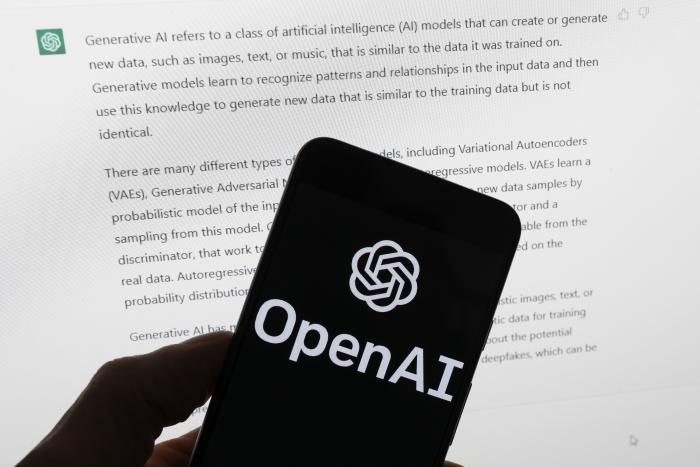 Generative AI refers to a class of artificial intelligence (AI) models that can create or generate
new data, such as images, text, or music, that is similar to the data it was trained on.
Generative models learn to recognize patterns and relationships in the input data and then
use this knowledge to generate new data that is similar to the training data but is not
identical.
There are many different types of dels, including Variational Autoencoders
(VAEs), Generative Adversarial regressive models. VAEs learn a
probabilistic model of the inp new data samples by
sampling from this model. tor and a
discriminator, that work to able from the
real data. Autoregressive ed on the
probability distribution
Generative AI has istic images, text, or
tic data for training
bout the potential
deepfakes, which can be
OpenAI